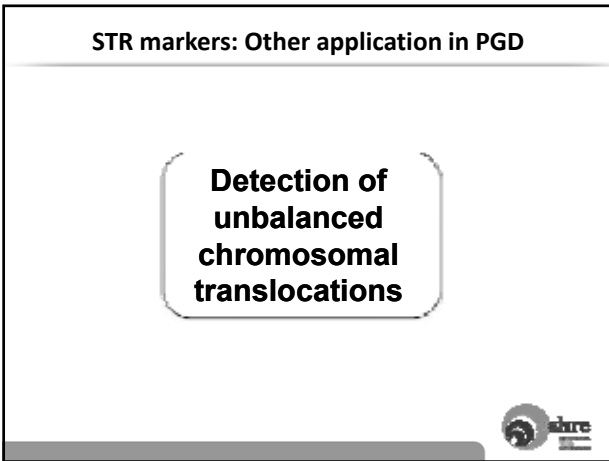 STR markers: Other application in PGD
Detection of
unbalanced
chromosomal
translocations